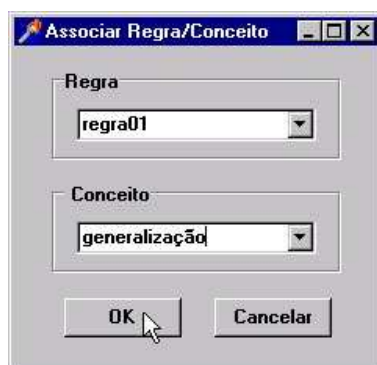 Associar Regra/Conceito
Regra
regra01
Conceito
generalização
OK
Cancelar